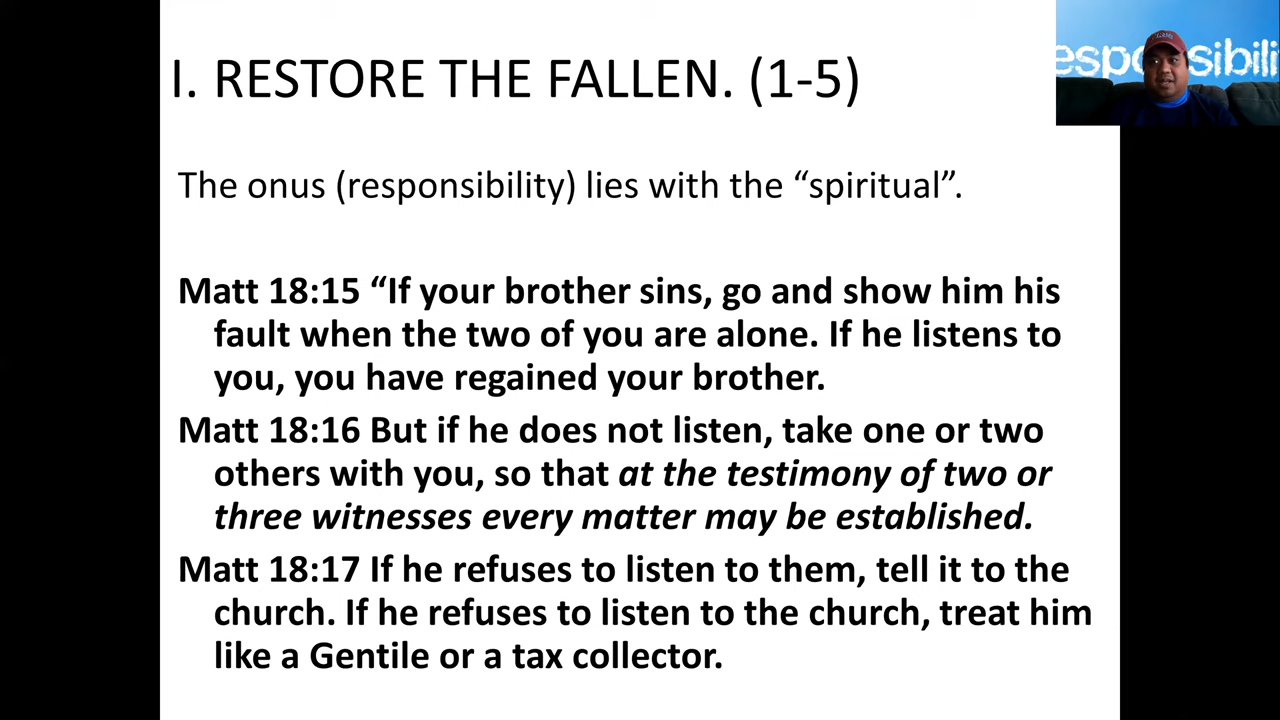 I. RESTORE THE FALLEN. (1-5)
esponsibili
The onus (responsibility) lies with the “spiritual”.
Matt 18:15 “If your brother sins, go and show him his
fault when the two of you are alone. If he listens to
you, you have regained your brother.
Matt 18:16 But if he does not listen, take one or two
others with you, so that at the testimony of two or
three witnesses every matter may be established.
Matt 18:17 If he refuses to listen to them, tell it to the
church. If he refuses to listen to the church, treat him
like a Gentile or a tax collector.